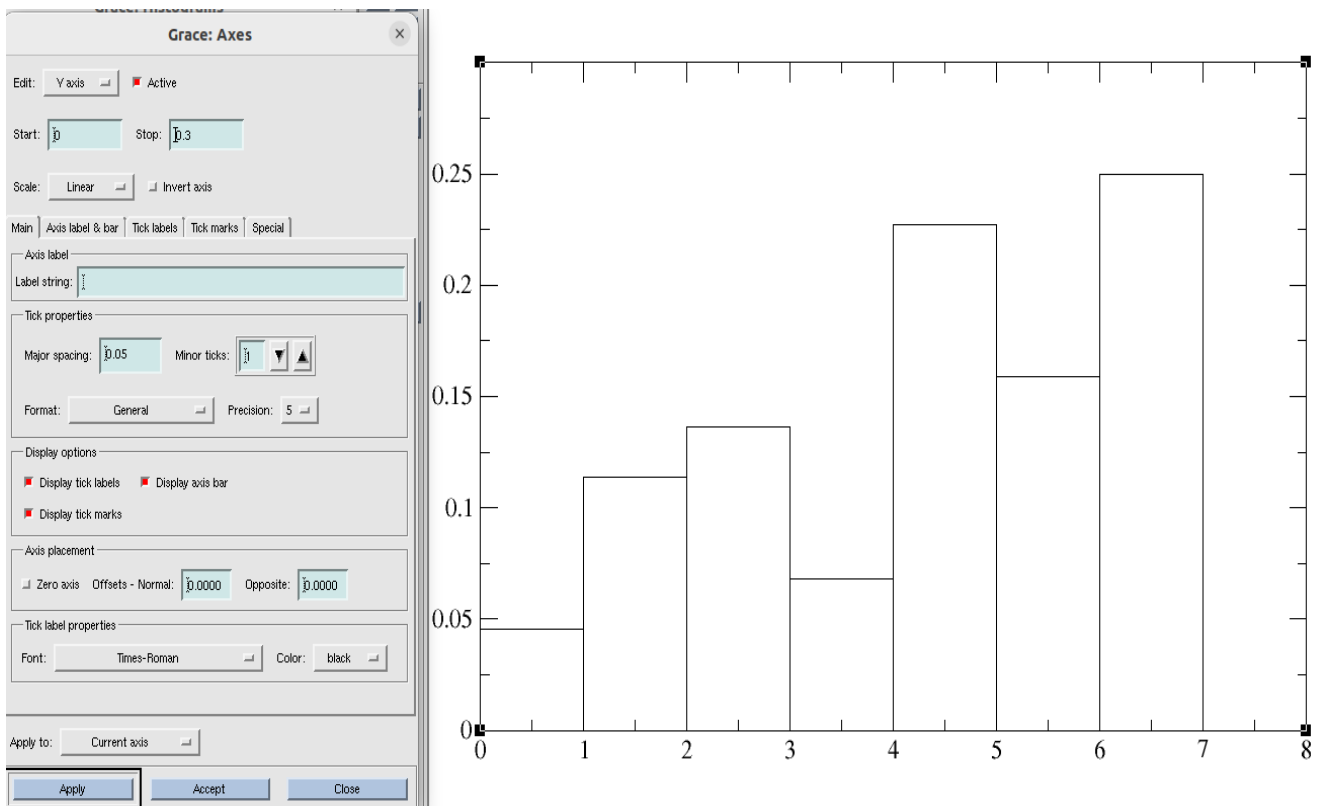 Grace: Histograms
Grace: Axes
Edit: Y axis Active
Start: 0 Stop: 0.3
Scale: Linear Invert axis
Main Axis label & bar Tick labels Tick marks Special
Axis label
Label string:
Tick properties
Major spacing: 0.05 Minor ticks: 1
Format: General Precision: 5
Display options
Display tick labels Display axis bar
Display tick marks
Axis placement
Zero axis Offsets - Normal: 0.0000 Opposite: 0.0000
Tick label properties
Font: Times-Roman Color: black
Apply to: Current axis
Apply Accept Close
0.25
0.2
0.15
0.1
0.05
0
0 1 2 3 4 5 6 7 8